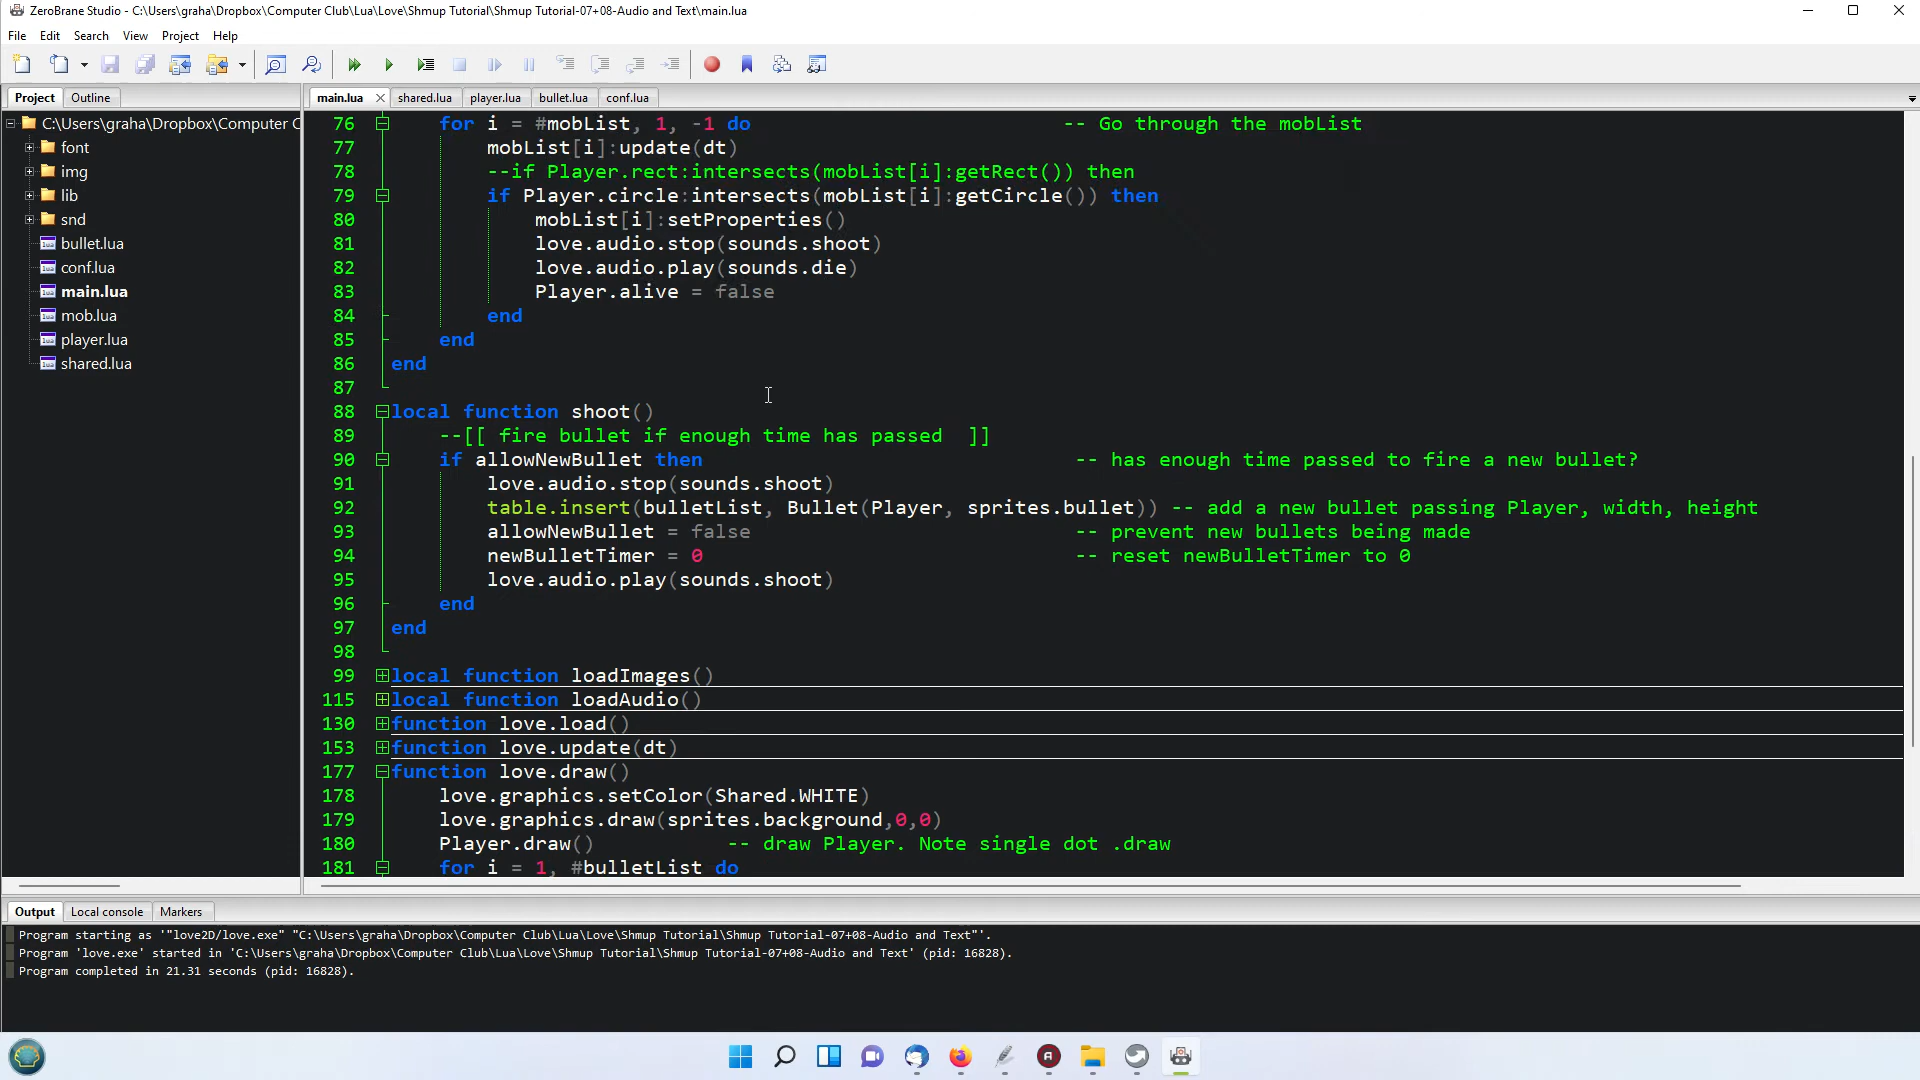 ZeroBrane Studio - C:\Users\graha\Dropbox\Computer Club\Lua\Love\Shmup Tutorial\Shmup Tutorial-07+08-Audio and Text\main.lua
File Edit Search View Project Help
Project Outline
main.lua shared.lua player.lua bullet.lua conf.lua
C:\Users\graha\Dropbox\Computer C
font
img
lib
snd
bullet.lua
conf.lua
main.lua
mob.lua
player.lua
shared.lua
76 for i = #mobList, 1, -1 do -- Go through the mobList
77 mobList[i]:update(dt)
78 --if Player.rect:intersects(mobList[i]:getRect()) then
79 if Player.circle:intersects(mobList[i]:getCircle()) then
80 mobList[i]:setProperties()
81 love.audio.stop(sounds.shoot)
82 love.audio.play(sounds.die)
83 Player.alive = false
84 end
85 end
86 end
87
88 local function shoot()
89 --[[ fire bullet if enough time has passed  ]]
90 if allowNewBullet then -- has enough time passed to fire a new bullet?
91 love.audio.stop(sounds.shoot)
92 table.insert(bulletList, Bullet(Player, sprites.bullet)) -- add a new bullet passing Player, width, height
93 allowNewBullet = false -- prevent new bullets being made
94 newBulletTimer = 0 -- reset newBulletTimer to 0
95 love.audio.play(sounds.shoot)
96 end
97 end
98
99 local function loadImages()
115 local function loadAudio()
130 function love.load()
153 function love.update(dt)
177 function love.draw()
178 love.graphics.setColor(Shared.WHITE)
179 love.graphics.draw(sprites.background,0,0)
180 Player.draw() -- draw Player. Note single dot .draw
181 for i = 1, #bulletList do
Output Local console Markers
Program starting as '"love2D/love.exe" "C:\Users\graha\Dropbox\Computer Club\Lua\Love\Shmup Tutorial\Shmup Tutorial-07+08-Audio and Text"'.
Program 'love.exe' started in 'C:\Users\graha\Dropbox\Computer Club\Lua\Love\Shmup Tutorial\Shmup Tutorial-07+08-Audio and Text' (pid: 16828).
Program completed in 21.31 seconds (pid: 16828).